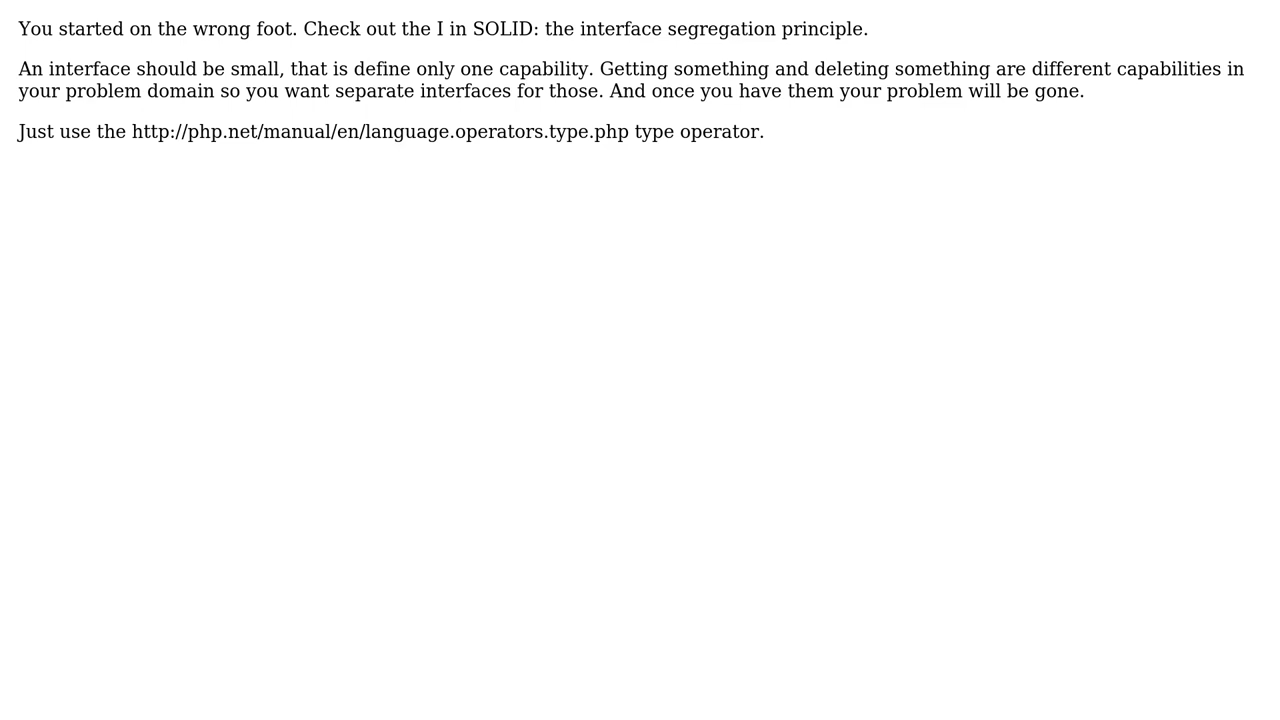 You started on the wrong foot. Check out the I in SOLID: the interface segregation principle.
An interface should be small, that is define only one capability. Getting something and deleting something are different capabilities in
your problem domain so you want separate interfaces for those. And once you have them your problem will be gone.
Just use the http://php.net/manual/en/language.operators.type.php type operator.